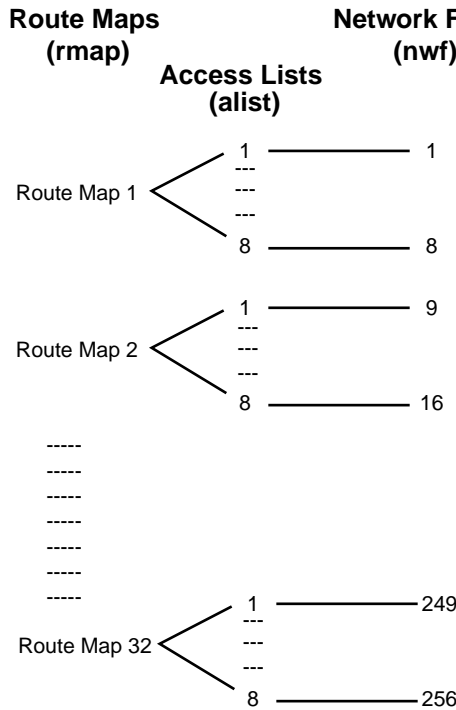 Route Maps
(rmap)
Access Lists
(alist)
Network F
(nwf)
1 1
---
Route Map 1 ---
---
8 8
1 9
---
Route Map 2 ---
---
8 16
-----
-----
-----
-----
-----
-----
-----
1 249
---
Route Map 32 ---
---
8 256